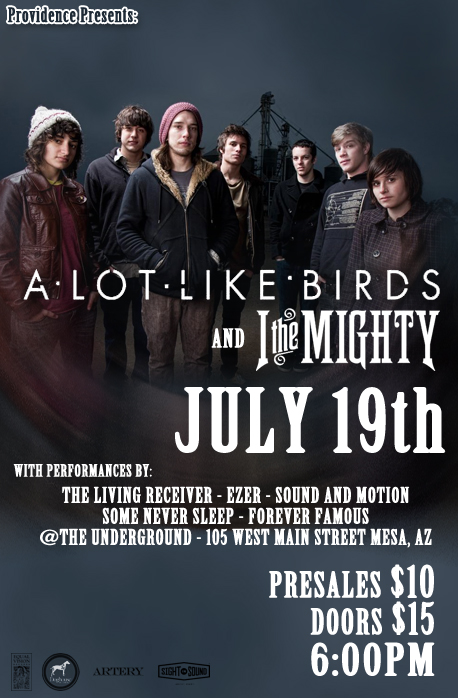 Providence Presents:
A·LOT·LIKE·BIRDS
AND I the MIGHTY
JULY 19th
WITH PERFORMANCES BY:
THE LIVING RECEIVER - EZER - SOUND AND MOTION
SOME NEVER SLEEP - FOREVER FAMOUS
@THE UNDERGROUND - 105 WEST MAIN STREET MESA, AZ
PRESALES $10
DOORS $15
6:00PM
ARTERY
SIGHT OR SOUND